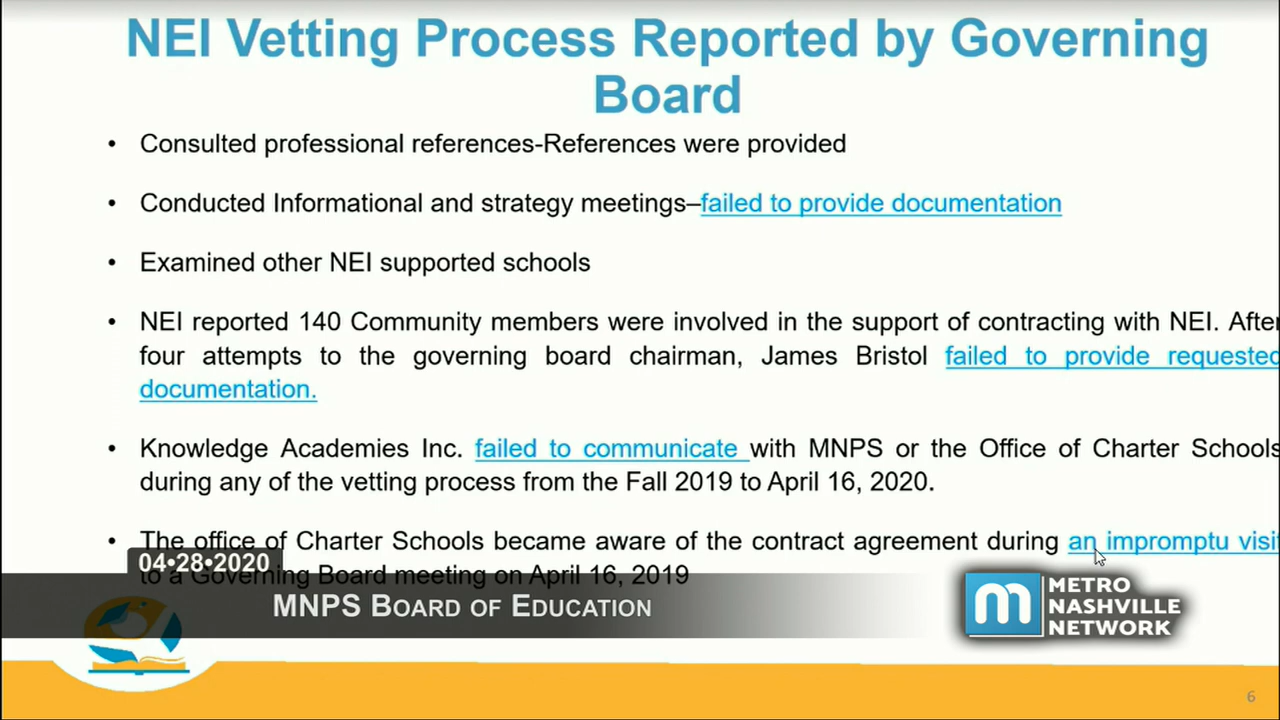 NEI Vetting Process Reported by Governing
Board
• Consulted professional references-References were provided
• Conducted Informational and strategy meetings–failed to provide documentation
• Examined other NEI supported schools
• NEI reported 140 Community members were involved in the support of contracting with NEI. After
four attempts to the governing board chairman, James Bristol failed to provide requested
documentation.
• Knowledge Academies Inc. failed to communicate with MNPS or the Office of Charter Schools
during any of the vetting process from the Fall 2019 to April 16, 2020.
• The office of Charter Schools became aware of the contract agreement during an impromptu visit
to a Governing Board meeting on April 16, 2019
04•28•2020
MNPS BOARD OF EDUCATION
m
METRO
NASHVILLE
NETWORK
6